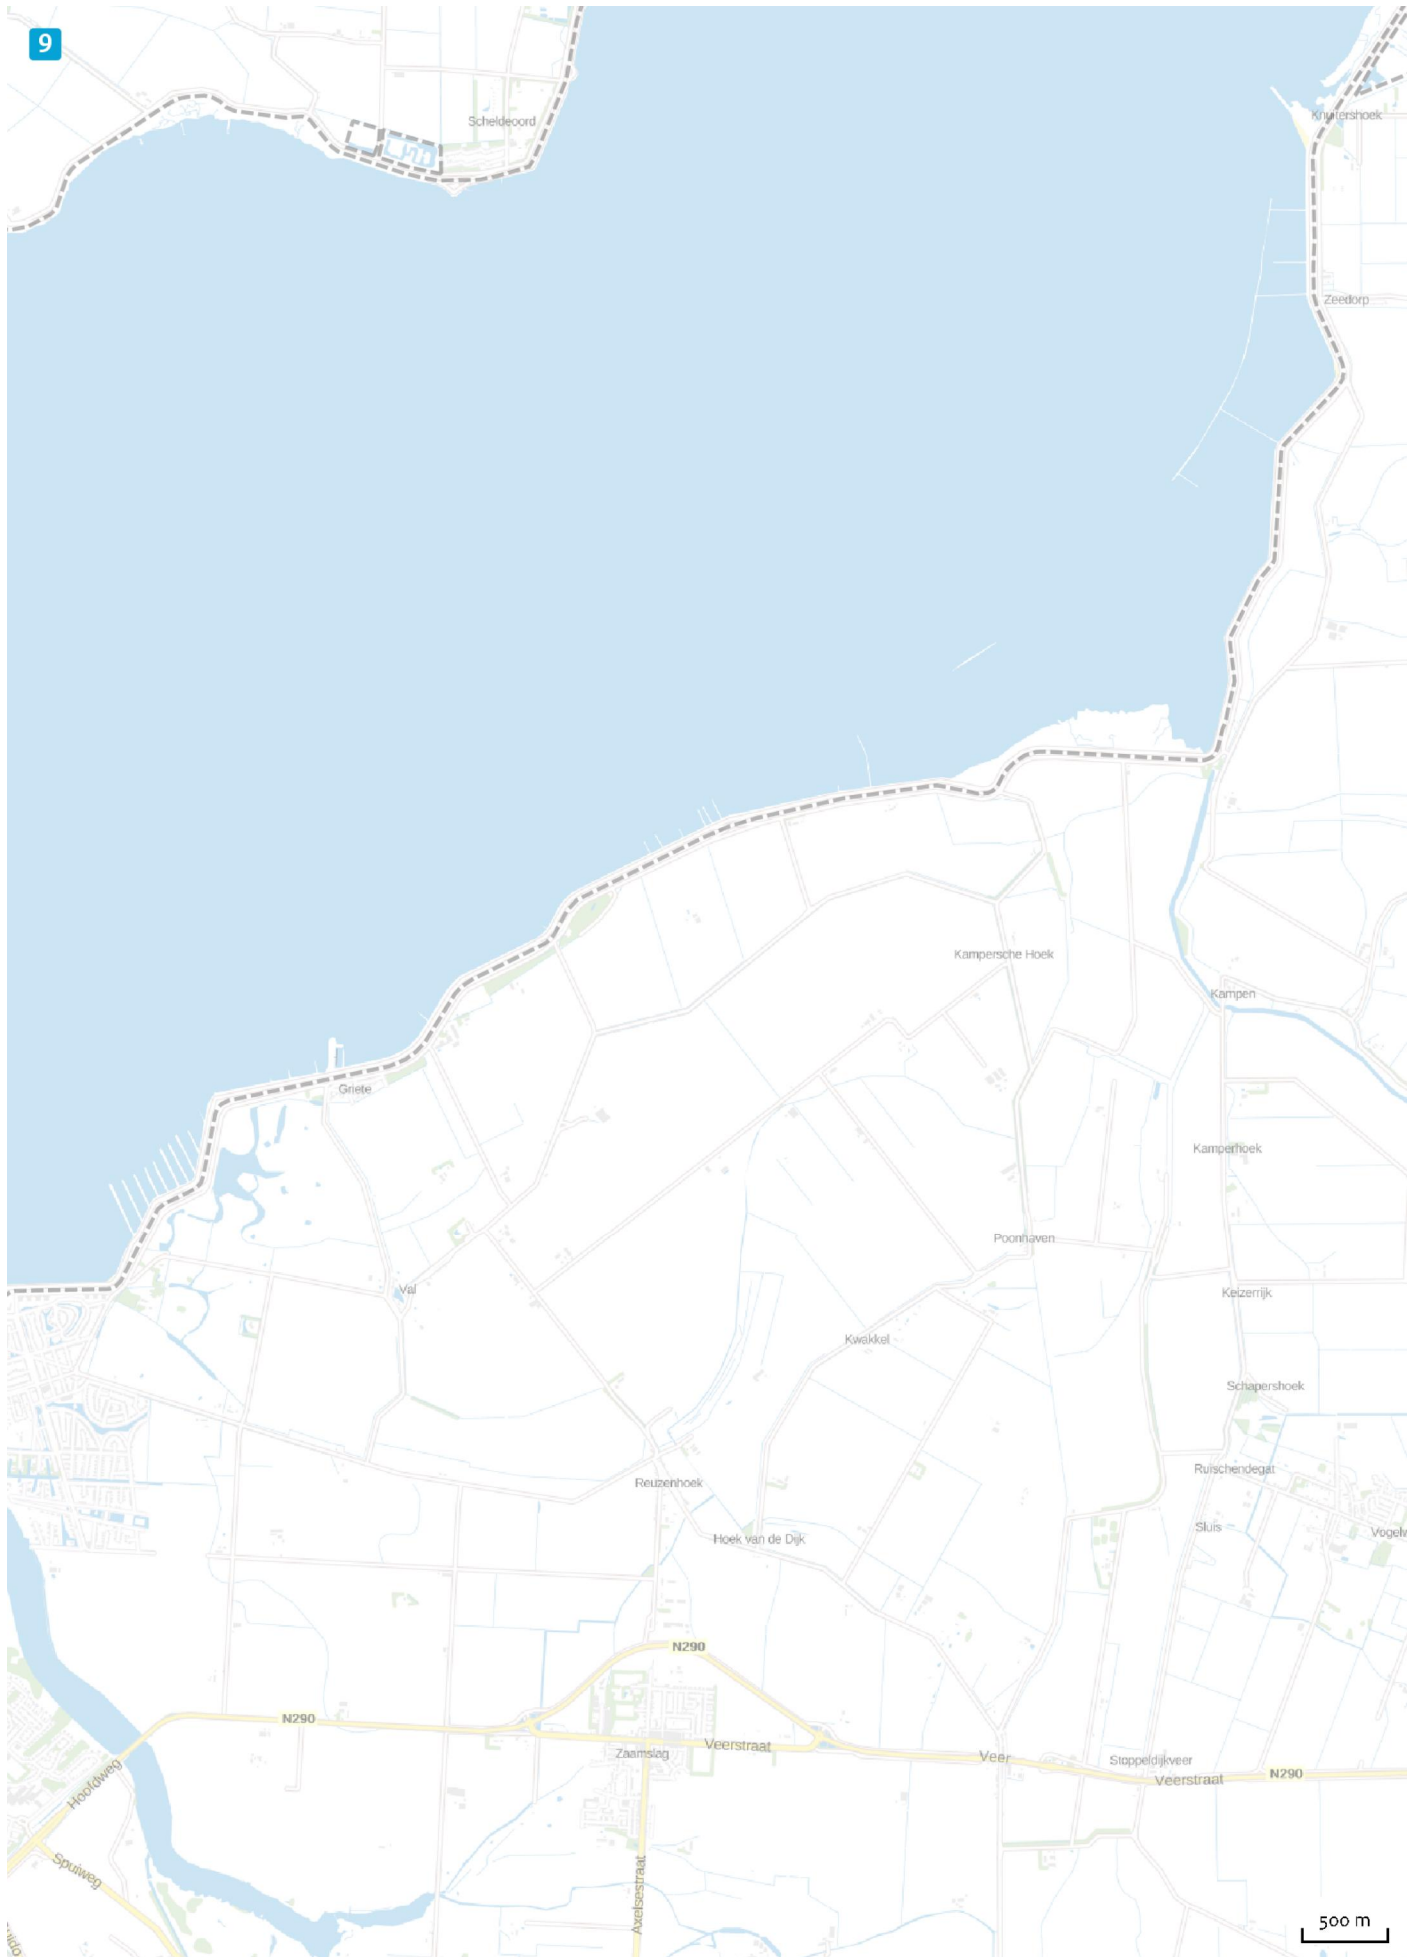 9
Scheldeoord
Knuitershoek
Zeedorp
Kampersche Hoek
Kampen
Griete
Kamperhoek
Poonhaven
Val
Keizerrijk
Kwakkel
Schapershoek
Ruischendegat
Reuzenhoek
Sluis
Hoek van de Dijk
Vogelw
N290
N290
Zaamslag
Veerstraat
Veer
Stoppeldijkveer
Veerstraat
N290
Hoofdweg
Spuiweg
Axelsestraat
500 m